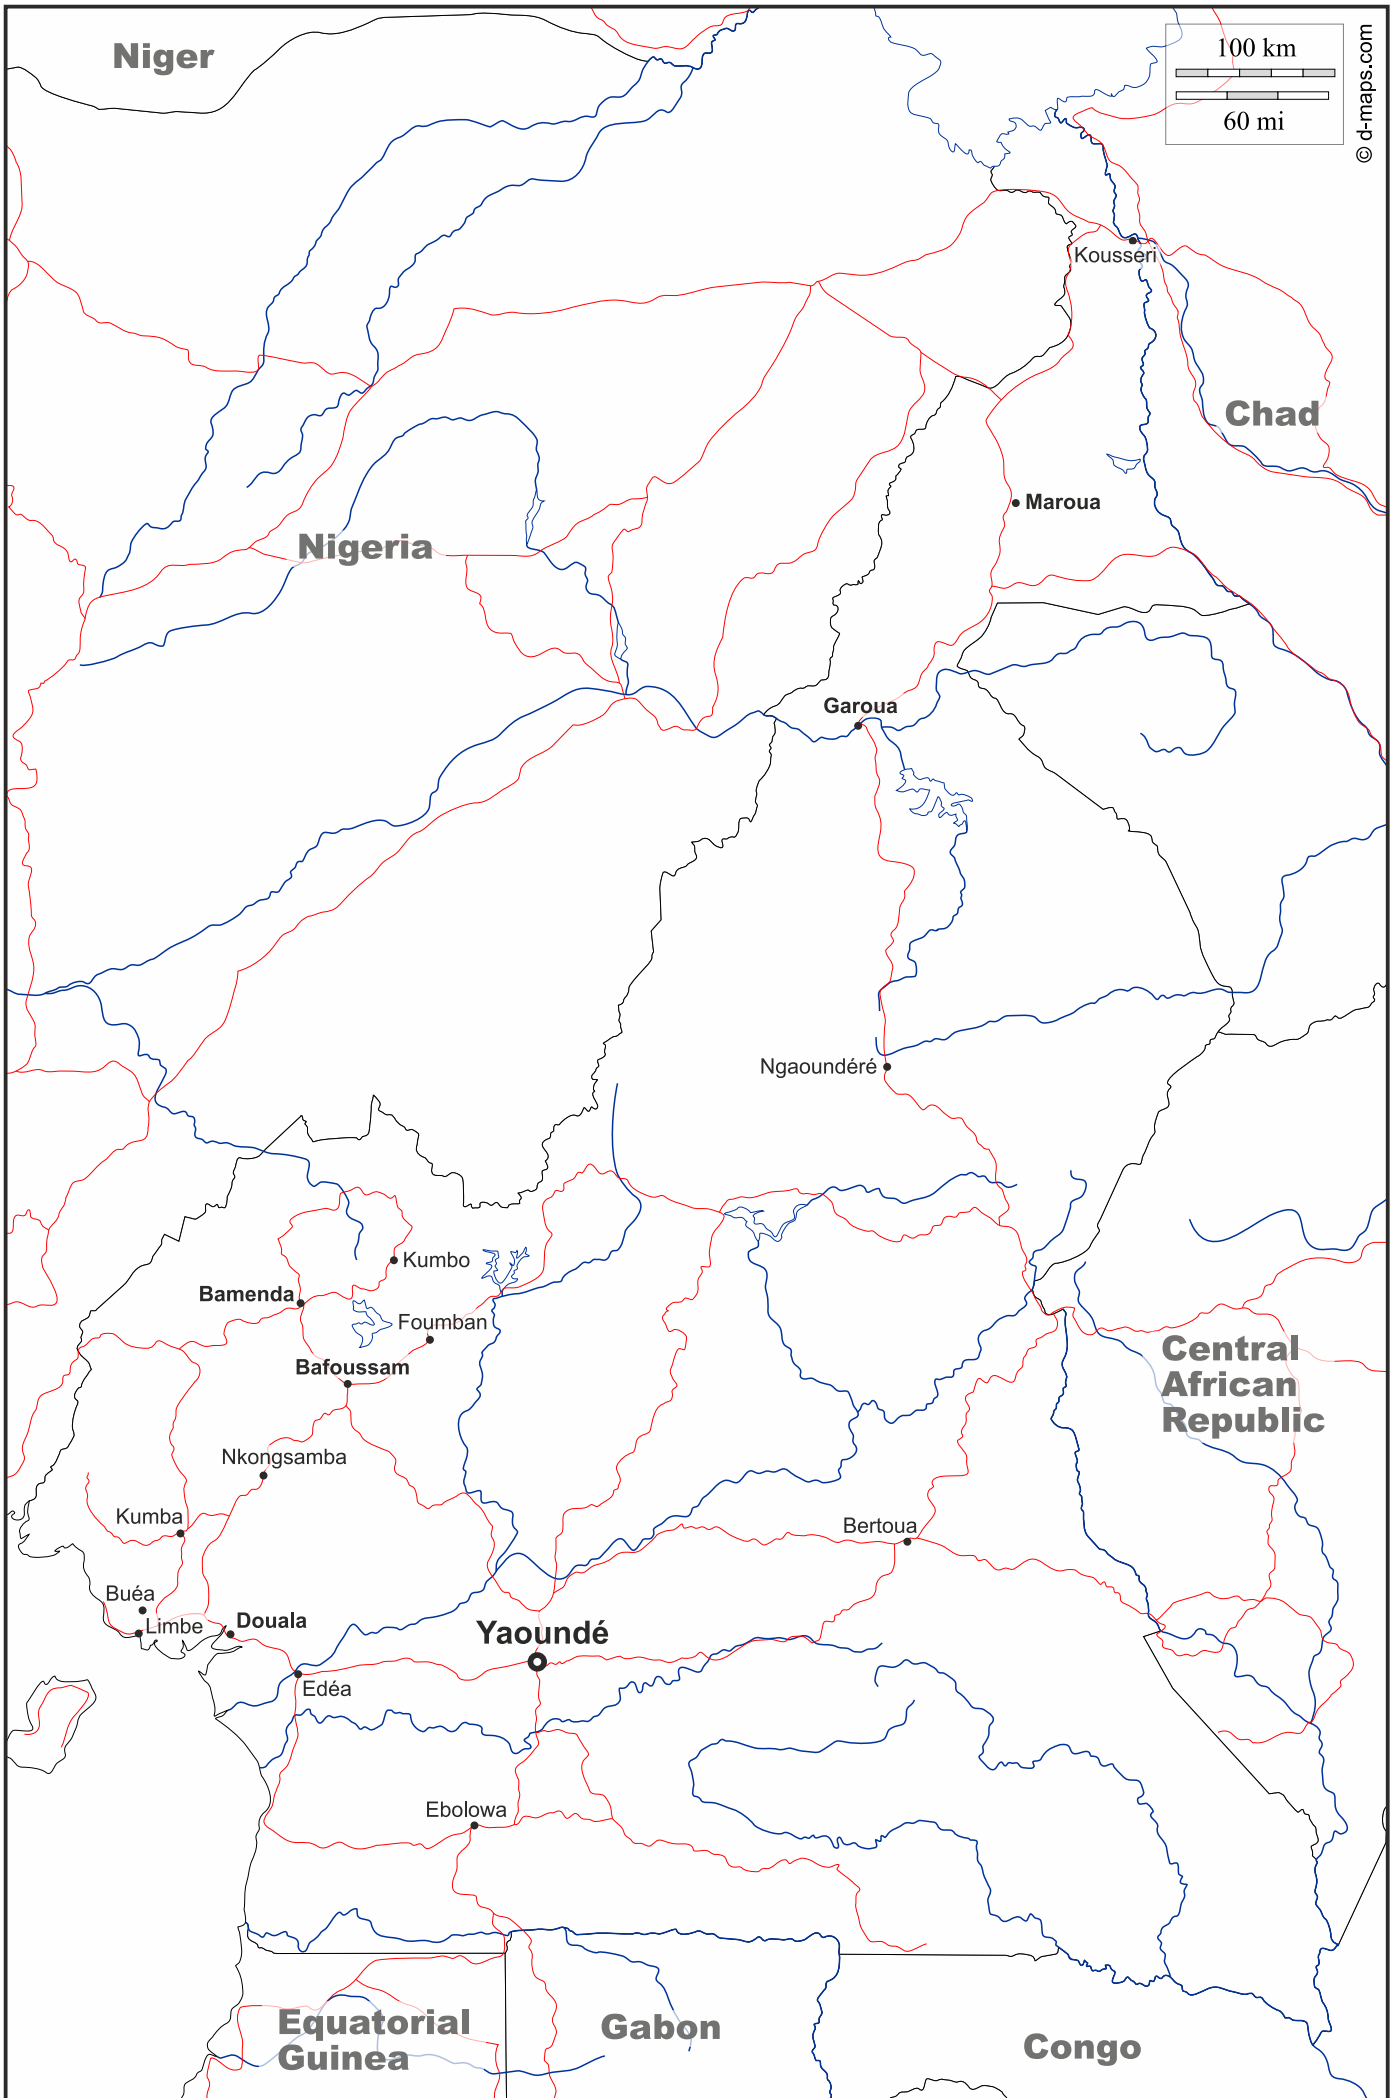 Niger
100 km
60 mi
© d-maps.com
Kousseri
Chad
Maroua
Nigeria
Garoua
Ngaoundéré
Kumbo
Bamenda
Foumban
Bafoussam
Central
African
Republic
Nkongsamba
Kumba
Bertoua
Buéa
Limbe
Douala
Yaoundé
Edéa
Ebolowa
Equatorial
Guinea
Gabon
Congo